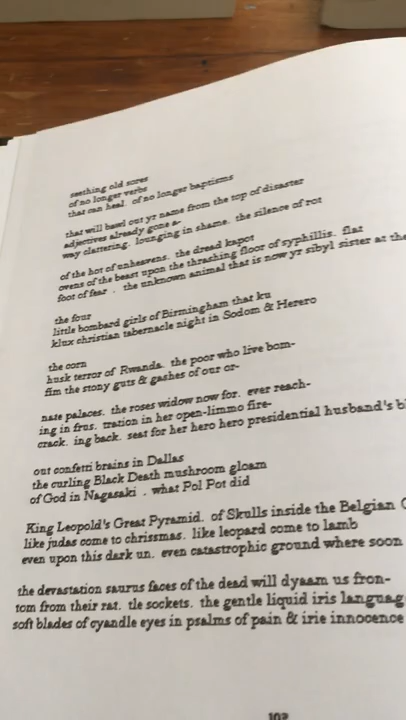 seething old sores
of no longer verbs
that can heal. of no longer baptisms
that will bawl out yr name from the top of disaster
adjectives already gone a-
way clattering. lounging in shame. the silence of rot
of the hot of unheavens. the dread kapot
ovens of the beast upon the thrashing floor of syphillis. flat
foot of fear . the unknown animal that is now yr sibyl sister at the
the four
little bombard girls of Birmingham that ku
klux christian tabernacle night in Sodom & Herero
the corn
husk terror of Rwanda. the poor who live bom-
fim the stony guts & gashes of our or-
nate palaces. the roses widow now for. ever reach-
ing in frus. tration in her open-limmo fire-
crack. ing back. seat for her hero hero presidential husband's bl
out confetti brains in Dallas
the curling Black Death mushroom gloam
of God in Nagasaki . what Pol Pot did
King Leopold's Great Pyramid. of Skulls inside the Belgian C
like judas come to chrissmas. like leopard come to lamb
even upon this dark un. even catastrophic ground where soon
the devastation saurus faces of the dead will dyaam us fron-
tom from their rat. tle sockets. the gentle liquid iris languag
soft blades of cyandle eyes in psalms of pain & irie innocence
102